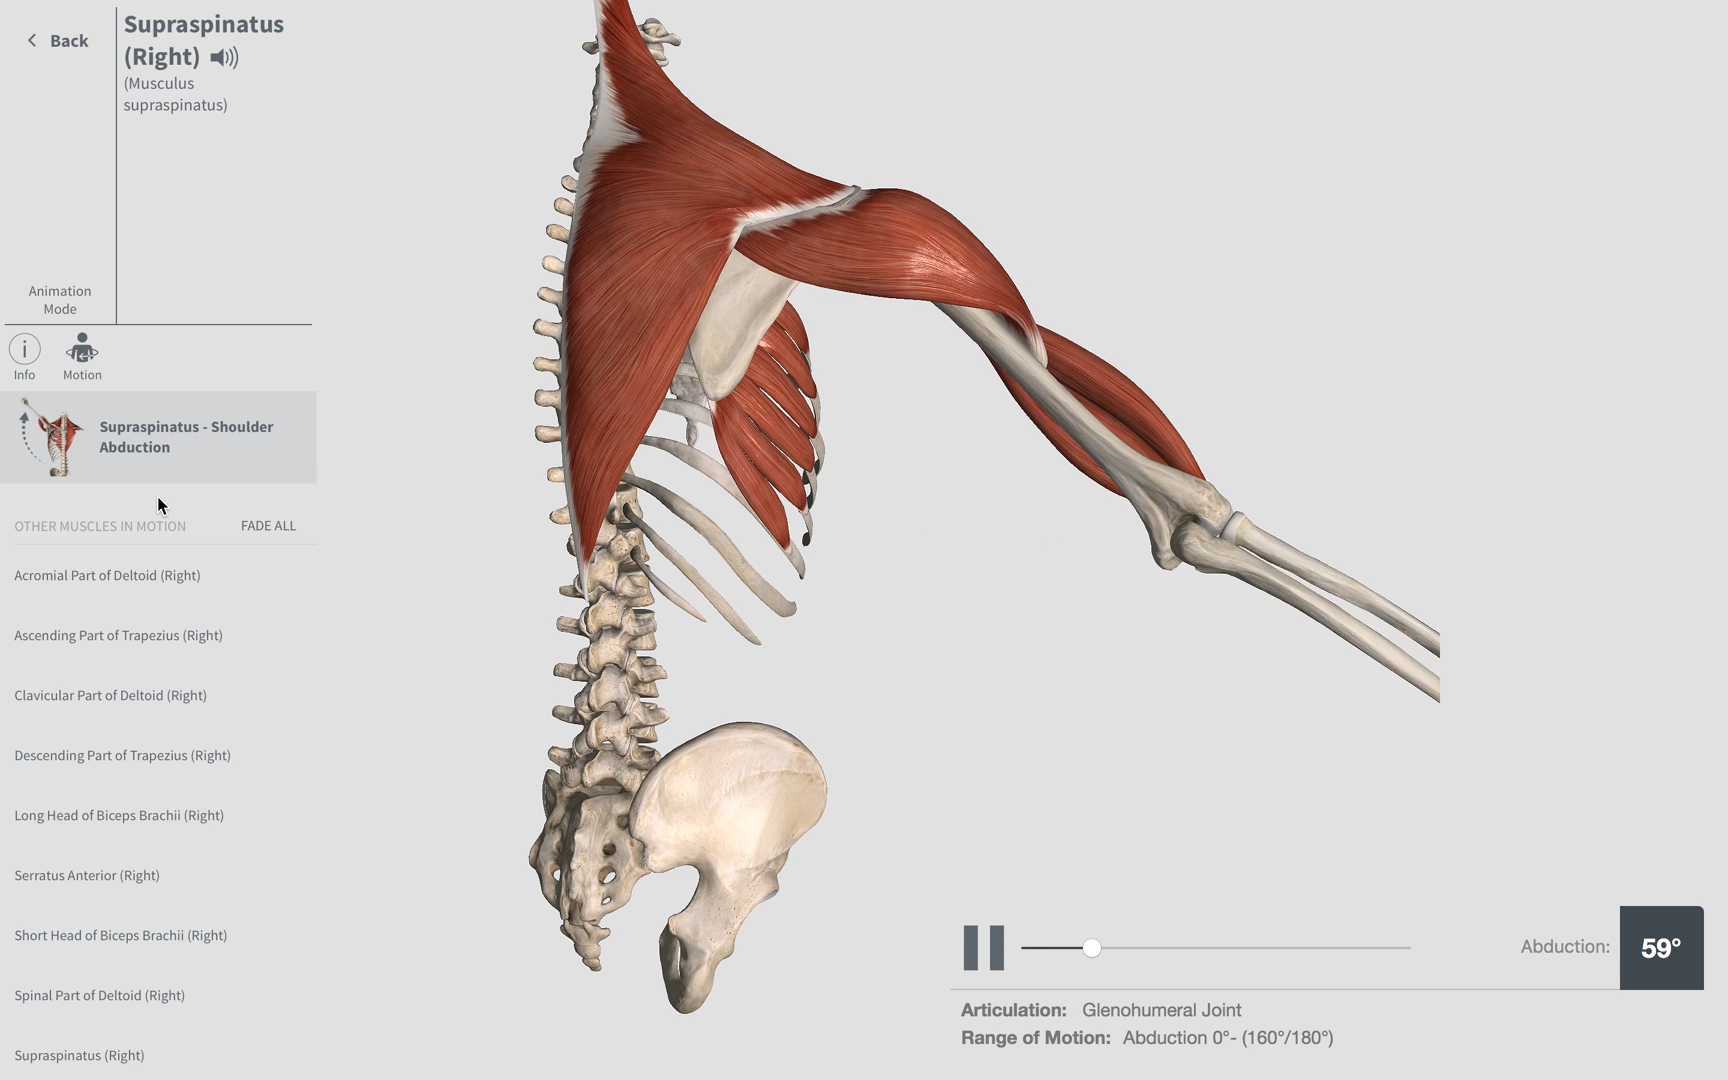 Back
Supraspinatus
(Right)
(Musculus
supraspinatus)
Animation
Mode
Info
Motion
Supraspinatus - Shoulder
Abduction
OTHER MUSCLES IN MOTION
FADE ALL
Acromial Part of Deltoid (Right)
Ascending Part of Trapezius (Right)
Clavicular Part of Deltoid (Right)
Descending Part of Trapezius (Right)
Long Head of Biceps Brachii (Right)
Serratus Anterior (Right)
Short Head of Biceps Brachii (Right)
Spinal Part of Deltoid (Right)
Supraspinatus (Right)
Abduction: 59°
Articulation: Glenohumeral Joint
Range of Motion: Abduction 0°- (160°/180°)